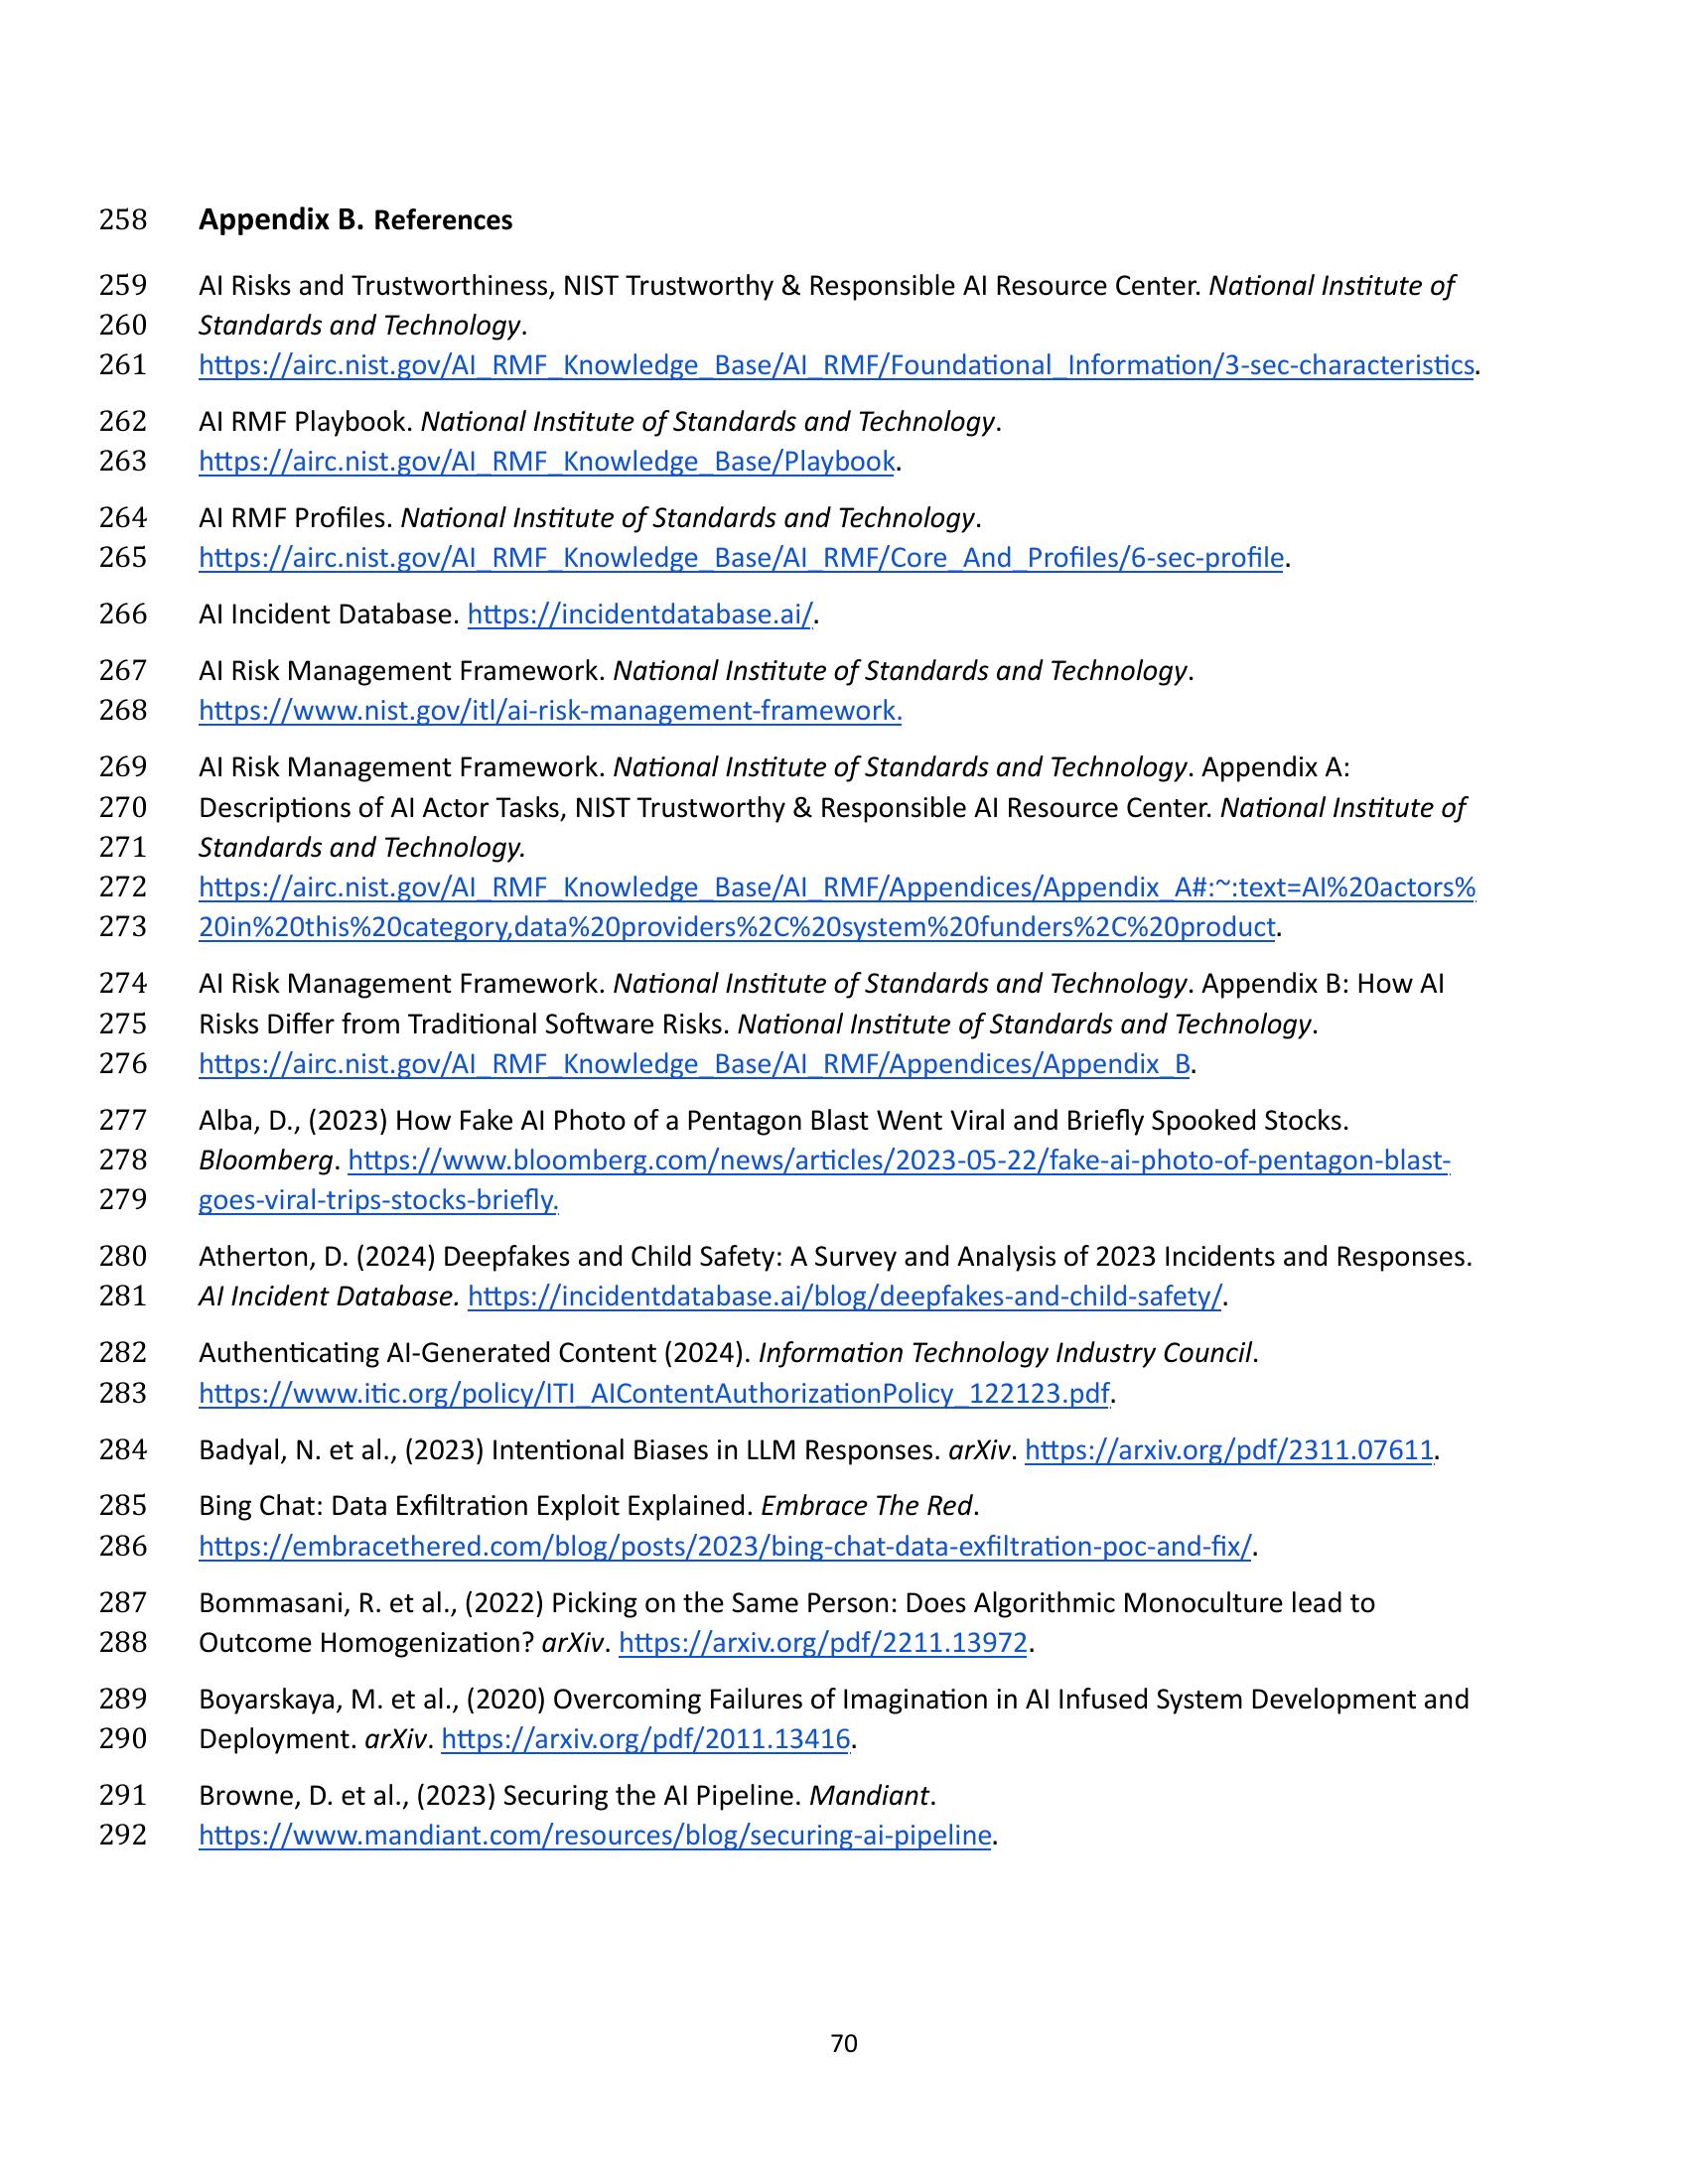 258 Appendix B. References
259 AI Risks and Trustworthiness, NIST Trustworthy & Responsible AI Resource Center. National Institute of
260 Standards and Technology.
261 https://airc.nist.gov/AI_RMF_Knowledge_Base/AI_RMF/Foundational_Information/3-sec-characteristics.
262 AI RMF Playbook. National Institute of Standards and Technology.
263 https://airc.nist.gov/AI_RMF_Knowledge_Base/Playbook.
264 AI RMF Profiles. National Institute of Standards and Technology.
265 https://airc.nist.gov/AI_RMF_Knowledge_Base/AI_RMF/Core_And_Profiles/6-sec-profile.
266 AI Incident Database. https://incidentdatabase.ai/.
267 AI Risk Management Framework. National Institute of Standards and Technology.
268 https://www.nist.gov/itl/ai-risk-management-framework.
269 AI Risk Management Framework. National Institute of Standards and Technology. Appendix A:
270 Descriptions of AI Actor Tasks, NIST Trustworthy & Responsible AI Resource Center. National Institute of
271 Standards and Technology.
272 https://airc.nist.gov/AI_RMF_Knowledge_Base/AI_RMF/Appendices/Appendix_A#:~:text=AI%20actors%
273 20in%20this%20category,data%20providers%2C%20system%20funders%2C%20product.
274 AI Risk Management Framework. National Institute of Standards and Technology. Appendix B: How AI
275 Risks Differ from Traditional Software Risks. National Institute of Standards and Technology.
276 https://airc.nist.gov/AI_RMF_Knowledge_Base/AI_RMF/Appendices/Appendix_B.
277 Alba, D., (2023) How Fake AI Photo of a Pentagon Blast Went Viral and Briefly Spooked Stocks.
278 Bloomberg. https://www.bloomberg.com/news/articles/2023-05-22/fake-ai-photo-of-pentagon-blast-
279 goes-viral-trips-stocks-briefly.
280 Atherton, D. (2024) Deepfakes and Child Safety: A Survey and Analysis of 2023 Incidents and Responses.
281 AI Incident Database. https://incidentdatabase.ai/blog/deepfakes-and-child-safety/.
282 Authenticating AI-Generated Content (2024). Information Technology Industry Council.
283 https://www.itic.org/policy/ITI_AIContentAuthorizationPolicy_122123.pdf.
284 Badyal, N. et al., (2023) Intentional Biases in LLM Responses. arXiv. https://arxiv.org/pdf/2311.07611.
285 Bing Chat: Data Exfiltration Exploit Explained. Embrace The Red.
286 https://embracethered.com/blog/posts/2023/bing-chat-data-exfiltration-poc-and-fix/.
287 Bommasani, R. et al., (2022) Picking on the Same Person: Does Algorithmic Monoculture lead to
288 Outcome Homogenization? arXiv. https://arxiv.org/pdf/2211.13972.
289 Boyarskaya, M. et al., (2020) Overcoming Failures of Imagination in AI Infused System Development and
290 Deployment. arXiv. https://arxiv.org/pdf/2011.13416.
291 Browne, D. et al., (2023) Securing the AI Pipeline. Mandiant.
292 https://www.mandiant.com/resources/blog/securing-ai-pipeline.
70